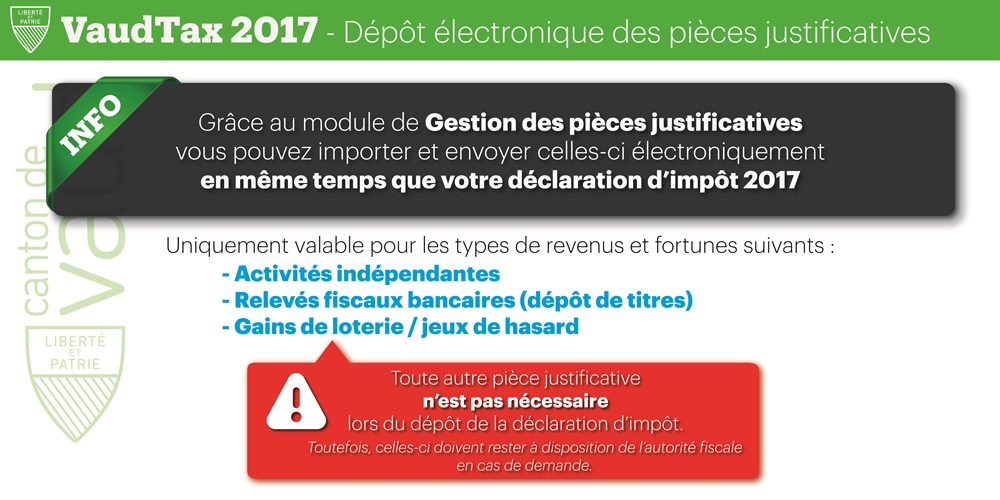 LIBERTÉ
ET
PATRIE
VaudTax 2017 - Dépôt électronique des pièces justificatives
canton de
vaud
LIBERTÉ
ET
PATRIE
INFO
Grâce au module de Gestion des pièces justificatives
vous pouvez importer et envoyer celles-ci électroniquement
en même temps que votre déclaration d'impôt 2017
Uniquement valable pour les types de revenus et fortunes suivants :
- Activités indépendantes
- Relevés fiscaux bancaires (dépôt de titres)
- Gains de loterie / jeux de hasard
!
Toute autre pièce justificative
n'est pas nécessaire
lors du dépôt de la déclaration d'impôt.
Toutefois, celles-ci doivent rester à disposition de l'autorité fiscale
en cas de demande.